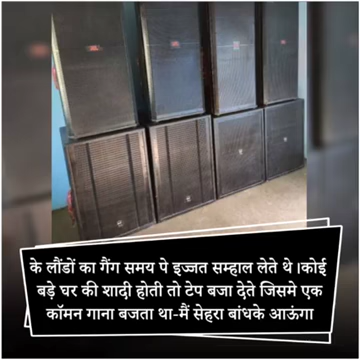 के लौंडों का गैंग समय पे इज्जत सम्हाल लेते थे।कोई
बड़े घर की शादी होती तो टेप बजा देते जिसमे एक
कॉमन गाना बजता था-मैं सेहरा बांधके आऊंगा